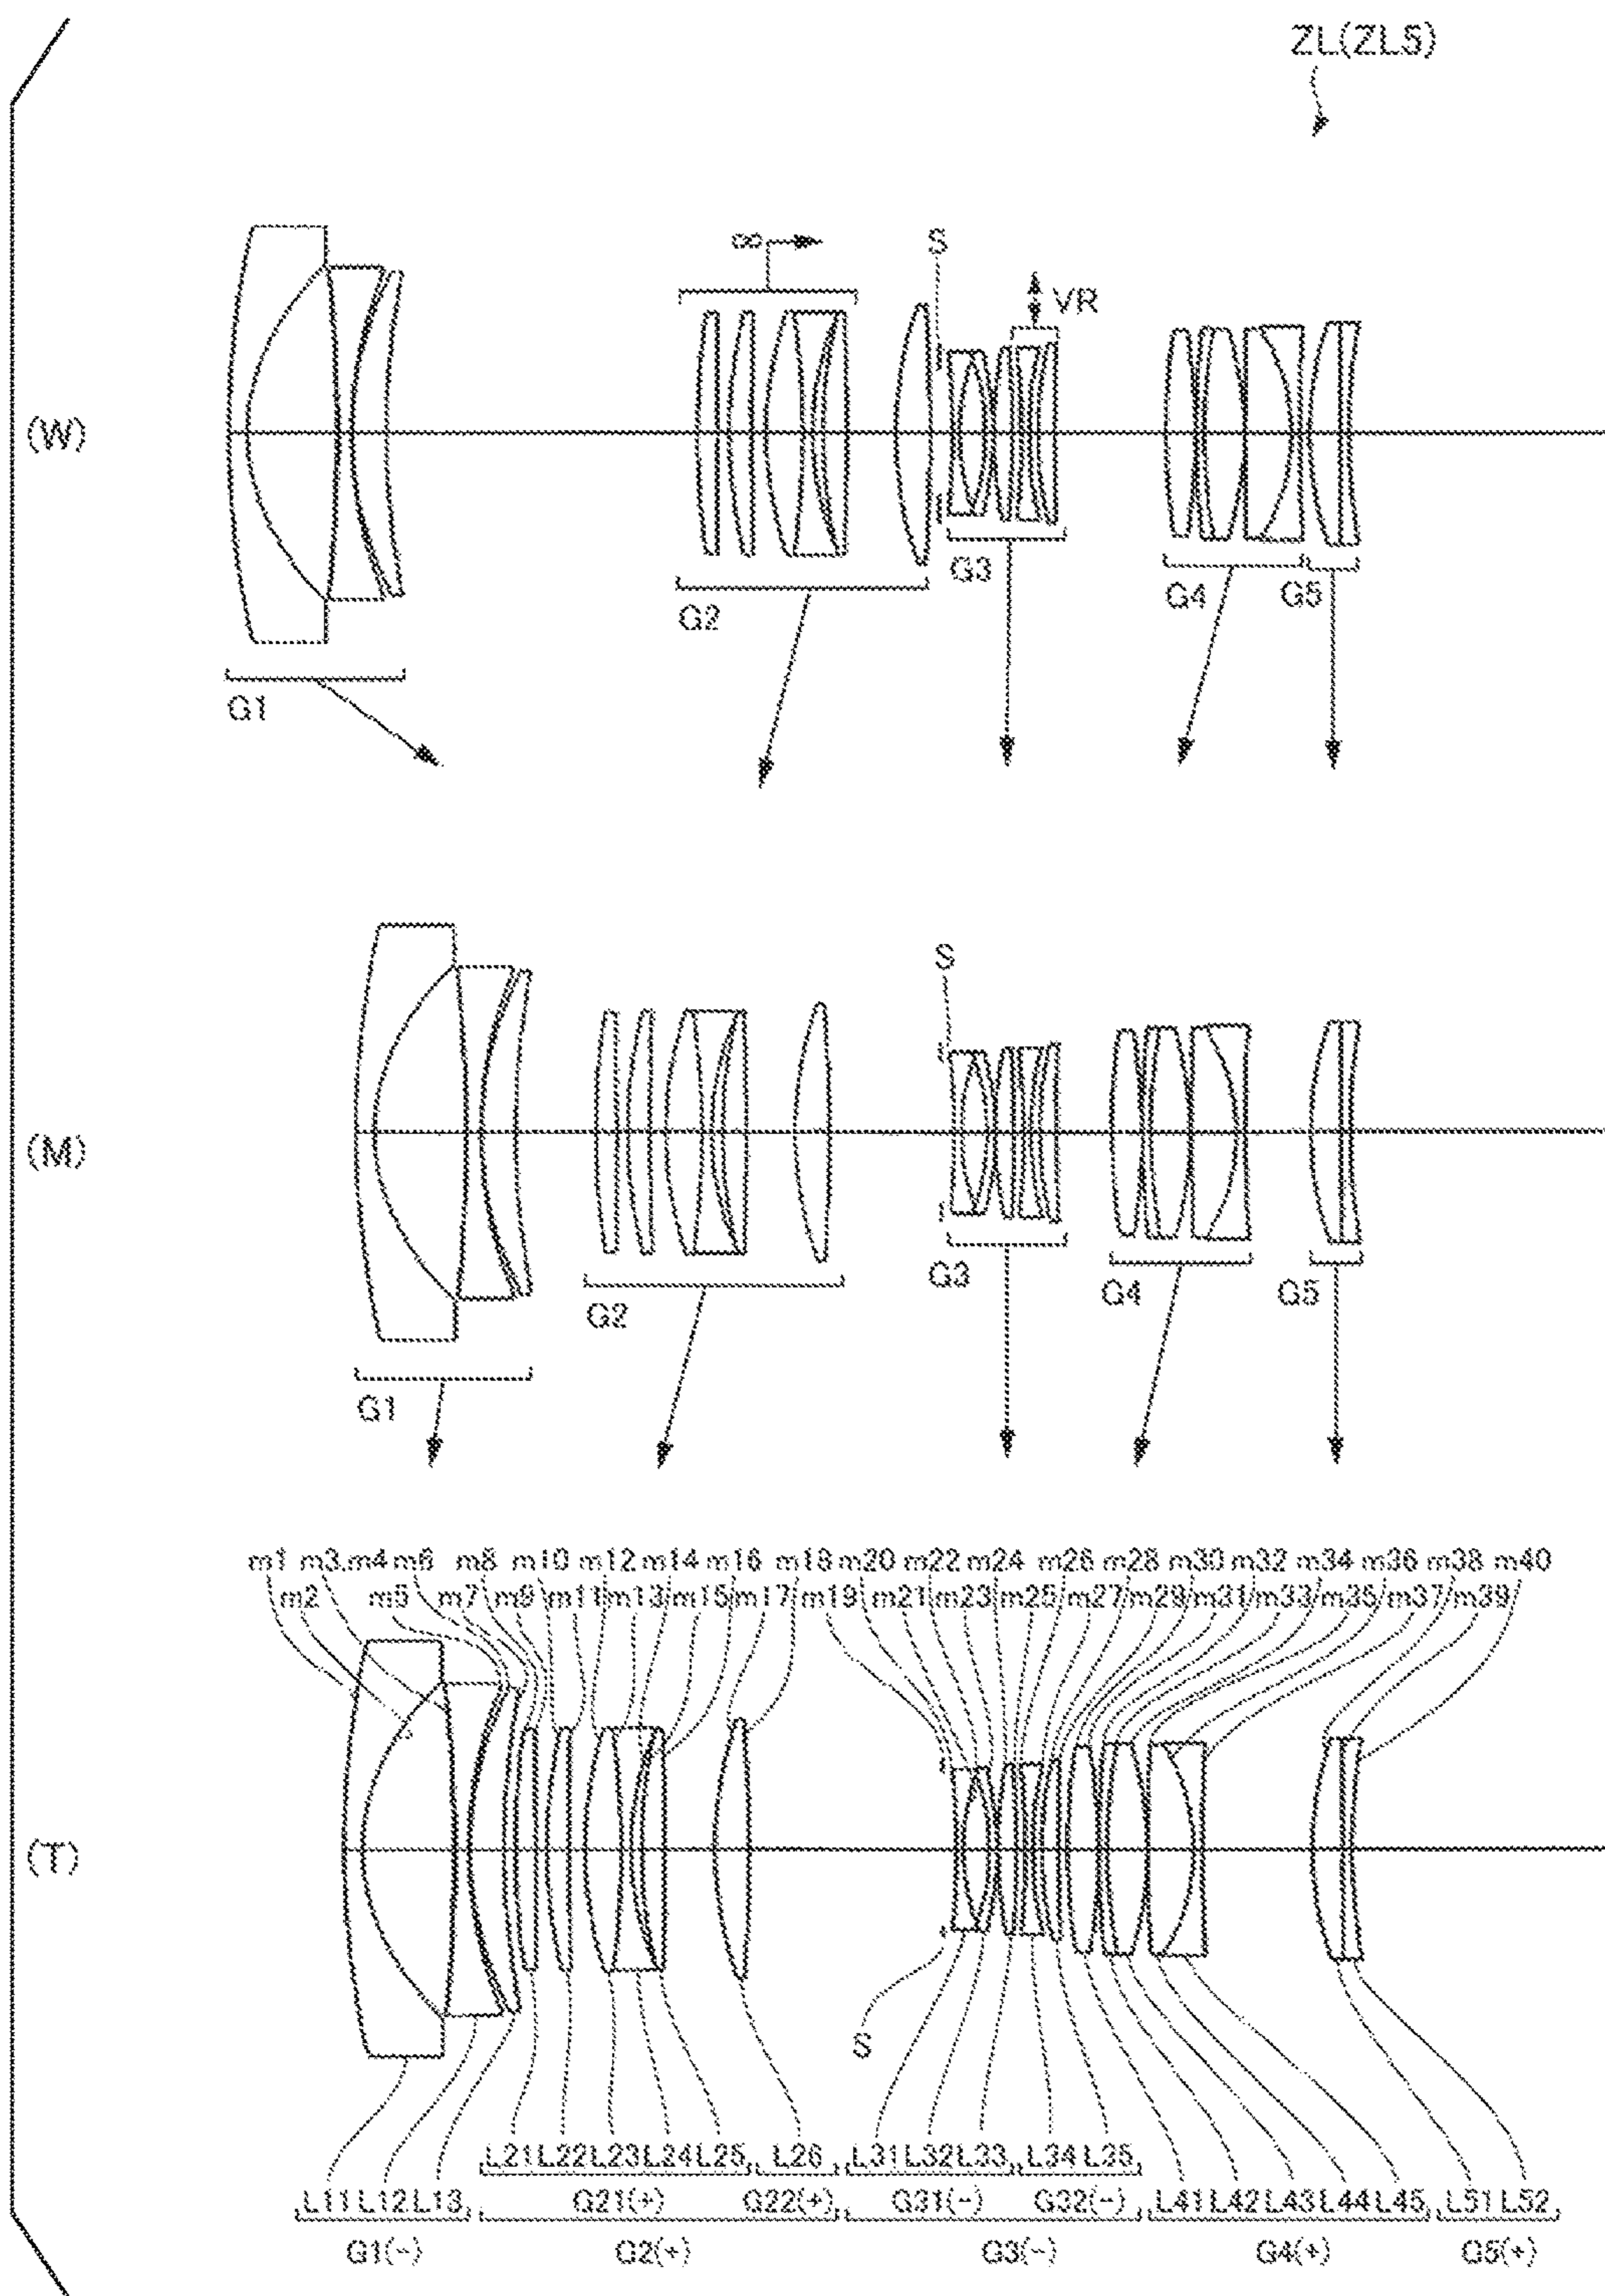 ZL(ZL5)
∞
S
VR
(W)
G3
G4
G5
G2
G1
S
(M)
G3
G4
G5
G2
G1
m1 m3 m4 m6 m8 m10 m12 m14 m16 m18 m20 m22 m24 m26 m28 m30 m32 m34 m36 m38 m40
m2 m5 m7 m9 m11 m13 m15 m17 m19 m21 m23 m25 m27 m29 m31 m33 m35 m37 m39
(T)
S
L21 L22 L23 L24 L25 L26 L31 L32 L33 L34 L35
L11 L12 L13 G21(+) G22(+) G31(-) G32(-) L41 L42 L43 L44 L45 L51 L52
G1(-) G2(+) G3(-) G4(+) G5(+)